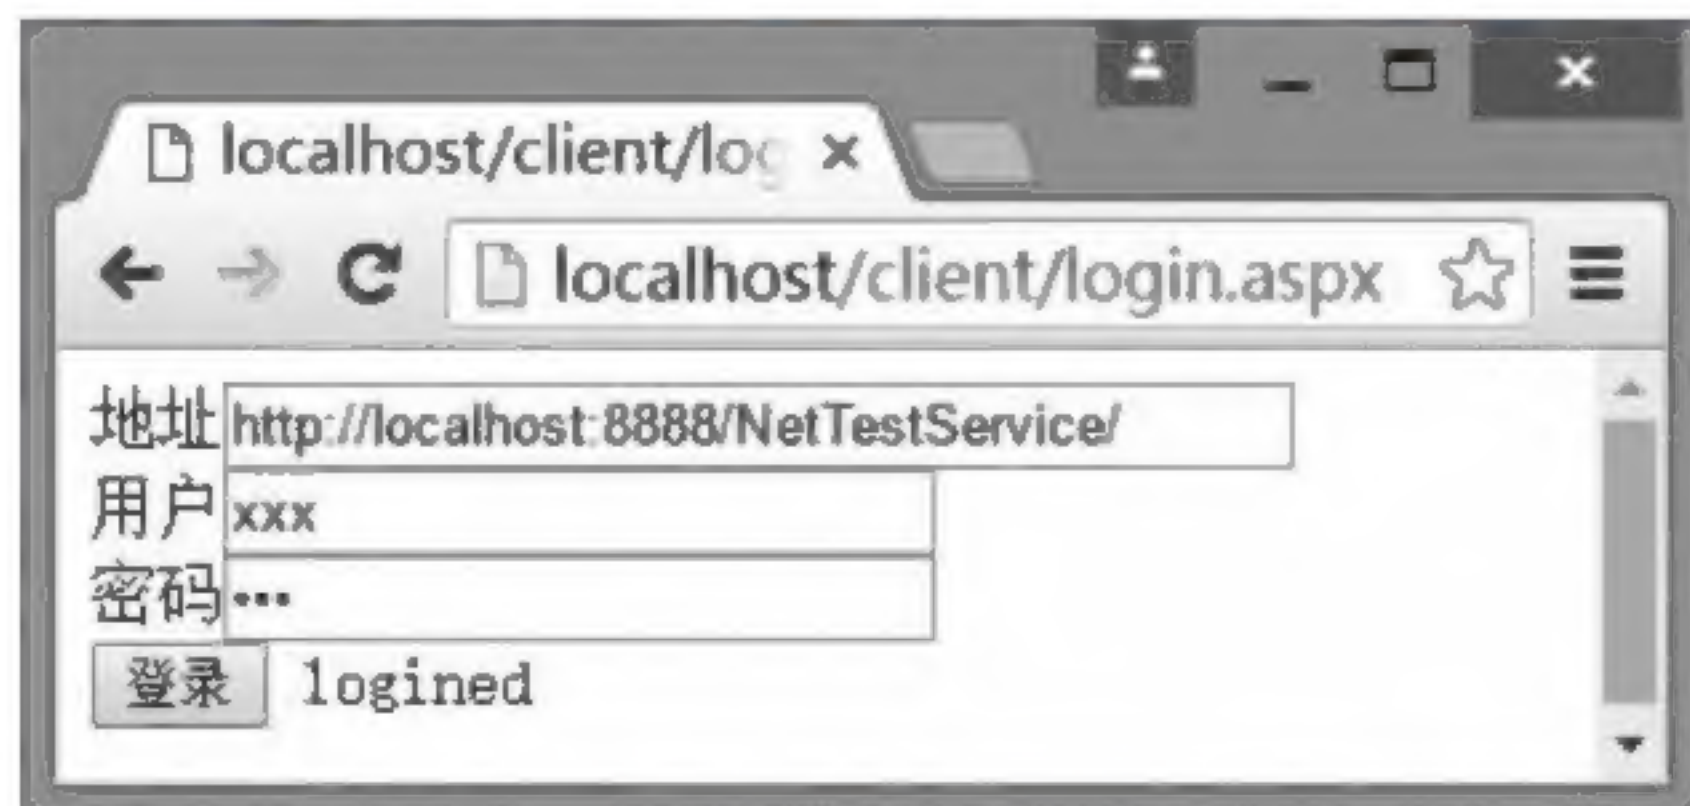 localhost/client/log
localhost/client/login.aspx
地址 http://localhost:8888/NetTestService/
用户 xxx
密码 •••
登录 logined